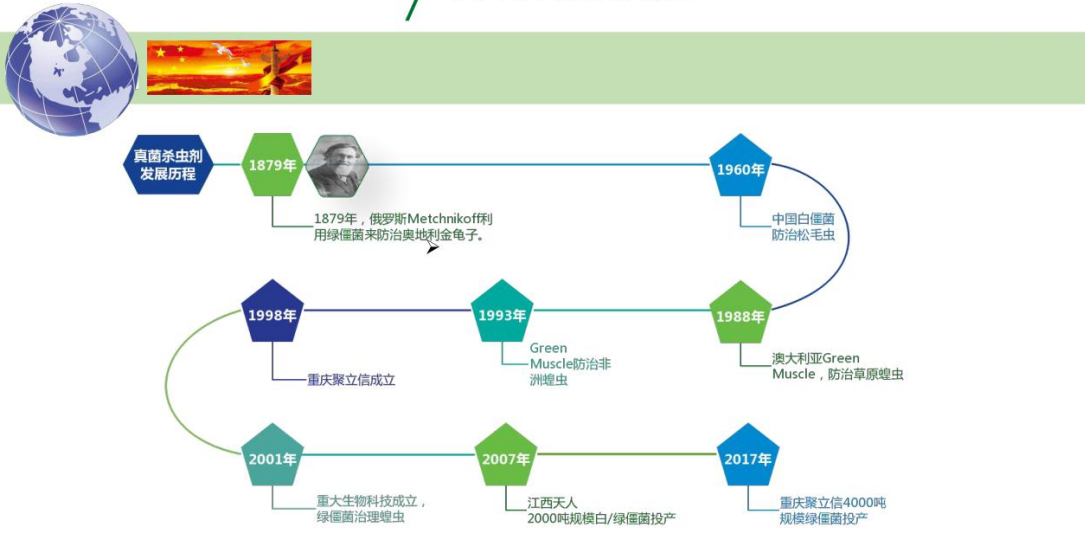 真菌杀虫剂
发展历程
1879年
1879年，俄罗斯Metchnikoff利
用绿僵菌来防治奥地利金龟子。
1960年
中国白僵菌
防治松毛虫
1988年
澳大利亚Green
Muscle，防治草原蝗虫
1993年
Green
Muscle防治非
洲蝗虫
1998年
重庆聚立信成立
2001年
重大生物科技成立，
绿僵菌治理蝗虫
2007年
江西天人
2000吨规模白/绿僵菌投产
2017年
重庆聚立信4000吨
规模绿僵菌投产